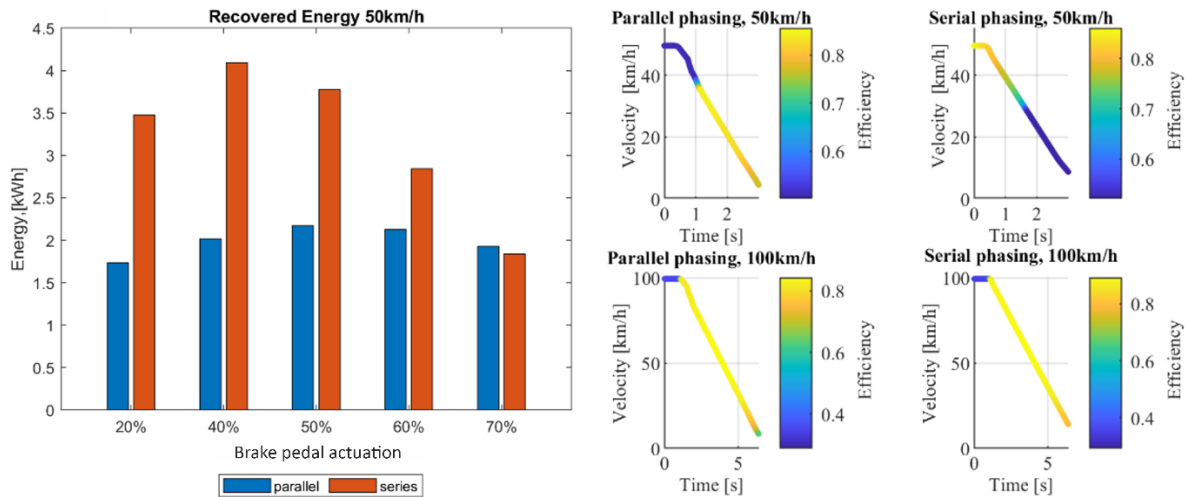 Recovered Energy 50km/h
Energy,[kWh]
4.5
4
3.5
3
2.5
2
1.5
1
0.5
0
20% 40% 50% 60% 70%
Brake pedal actuation
parallel series
Parallel phasing, 50km/h
Velocity [km/h]
40
20
0
0 1 2
Time [s]
0.8
0.7
0.6
Efficiency
Serial phasing, 50km/h
Velocity [km/h]
40
20
0
0 1 2
Time [s]
0.8
0.7
0.6
Efficiency
Parallel phasing, 100km/h
Velocity [km/h]
100
50
0
0 5
Time [s]
0.8
0.6
0.4
Efficiency
Serial phasing, 100km/h
Velocity [km/h]
100
50
0
0 5
Time [s]
0.8
0.6
0.4
Efficiency